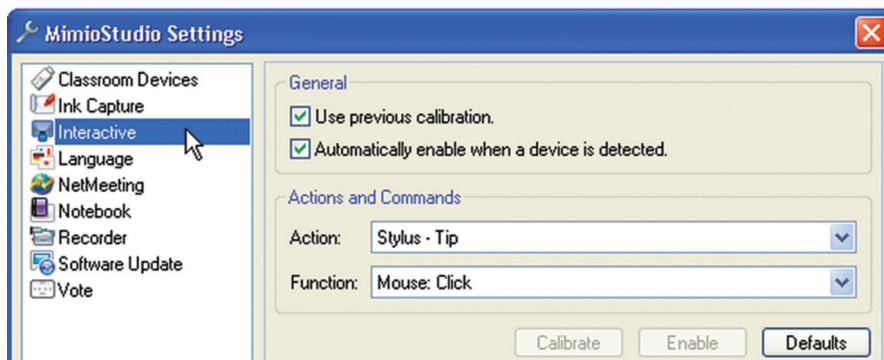 MimioStudio Settings
Classroom Devices
Ink Capture
Interactive
Language
NetMeeting
Notebook
Recorder
Software Update
Vote
General
Use previous calibration.
Automatically enable when a device is detected.
Actions and Commands
Action: Stylus - Tip
Function: Mouse: Click
Calibrate Enable Defaults